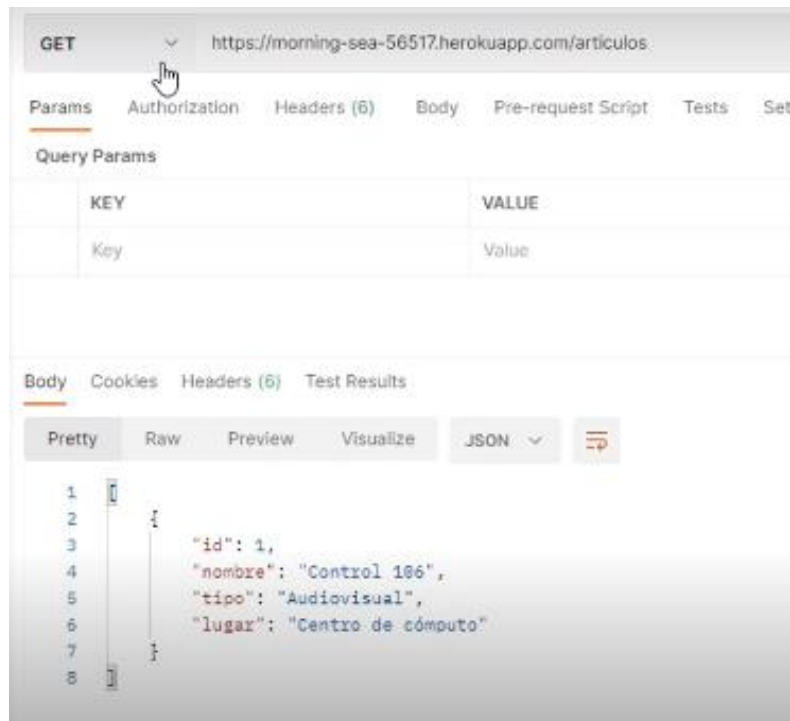 GET https://morning-sea-56517.herokuapp.com/articulos
Params Authorization Headers (6) Body Pre-request Script Tests Set
Query Params
KEY VALUE
Key Value
Body Cookies Headers (6) Test Results
Pretty Raw Preview Visualize JSON
1 [
2 {
3 "id": 1,
4 "nombre": "Control 106",
5 "tipo": "Audiovisual",
6 "lugar": "Centro de cómputo"
7 }
8 ]